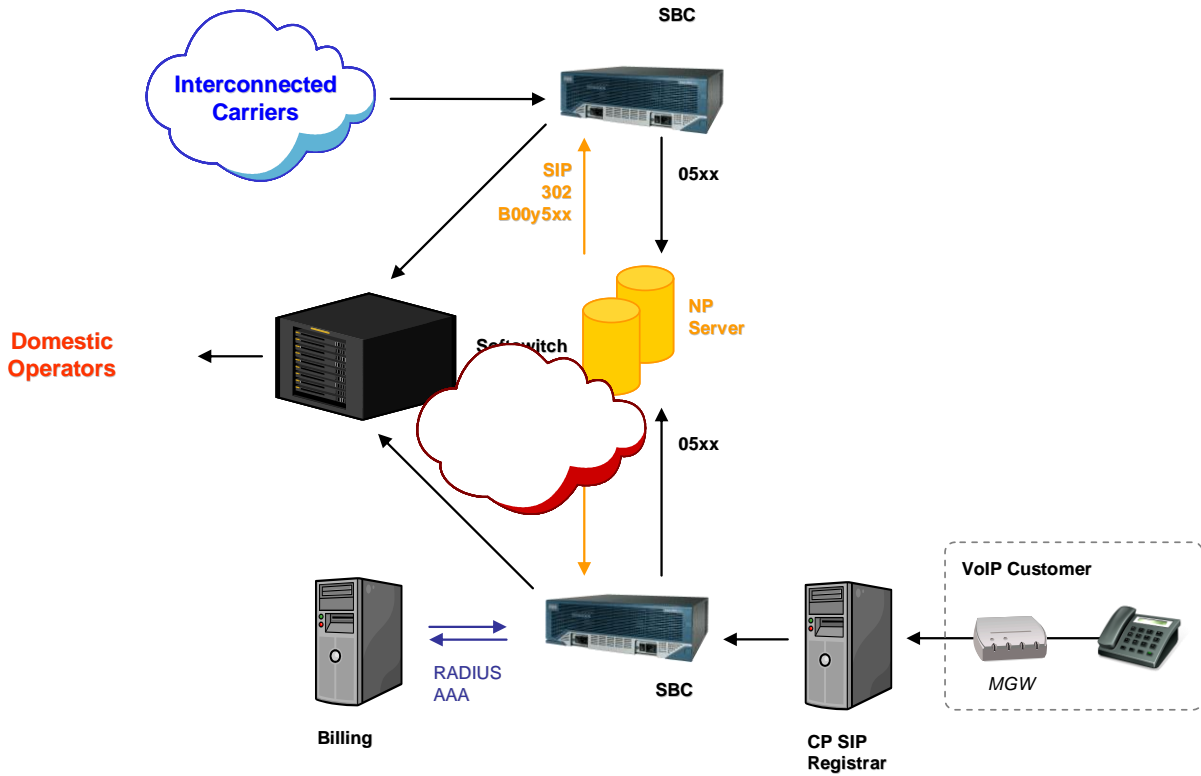 SBC
Interconnected
Carriers
SIP
302
B00y5xx
05xx
NP
Server
Softswitch
Domestic
Operators
05xx
VoIP Customer
MGW
RADIUS
AAA
SBC
Billing
CP SIP
Registrar